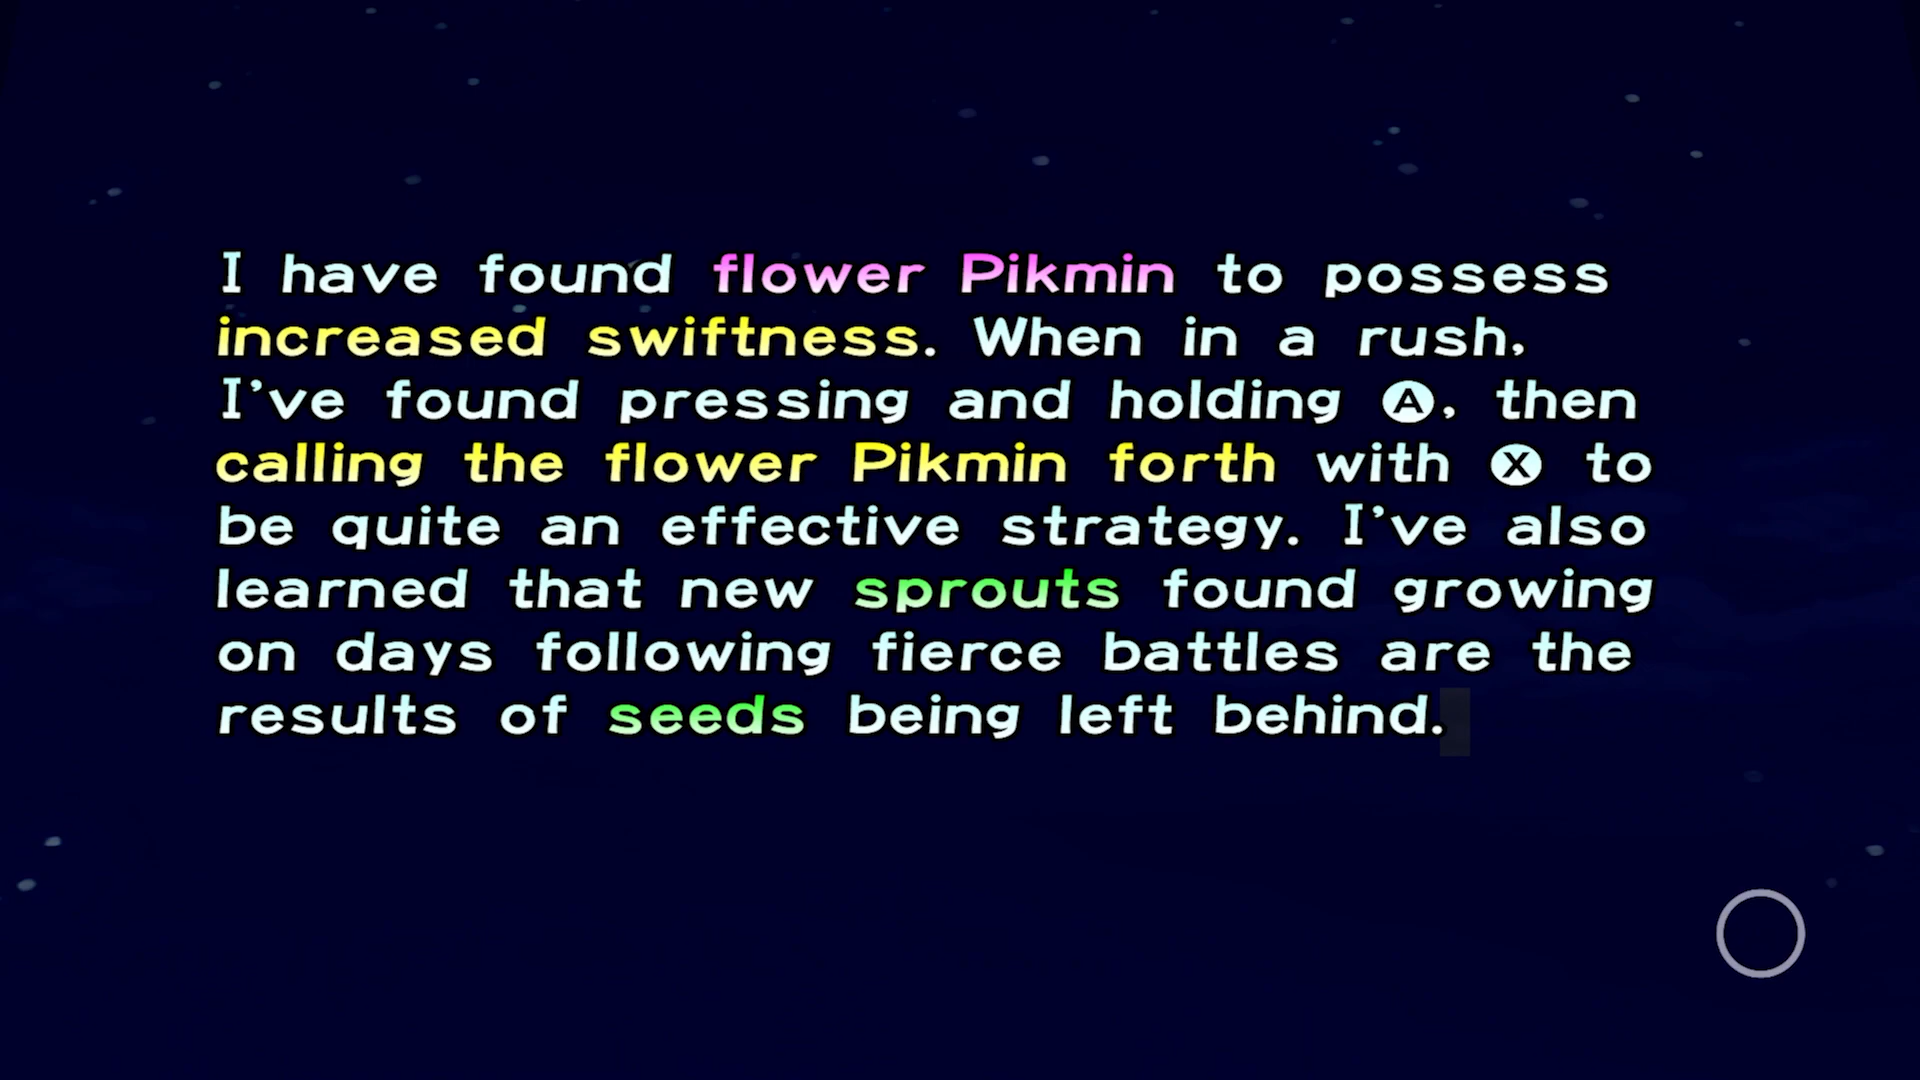 I have found flower Pikmin to possess
increased swiftness. When in a rush,
I've found pressing and holding A, then
calling the flower Pikmin forth with X to
be quite an effective strategy. I've also
learned that new sprouts found growing
on days following fierce battles are the
results of seeds being left behind.